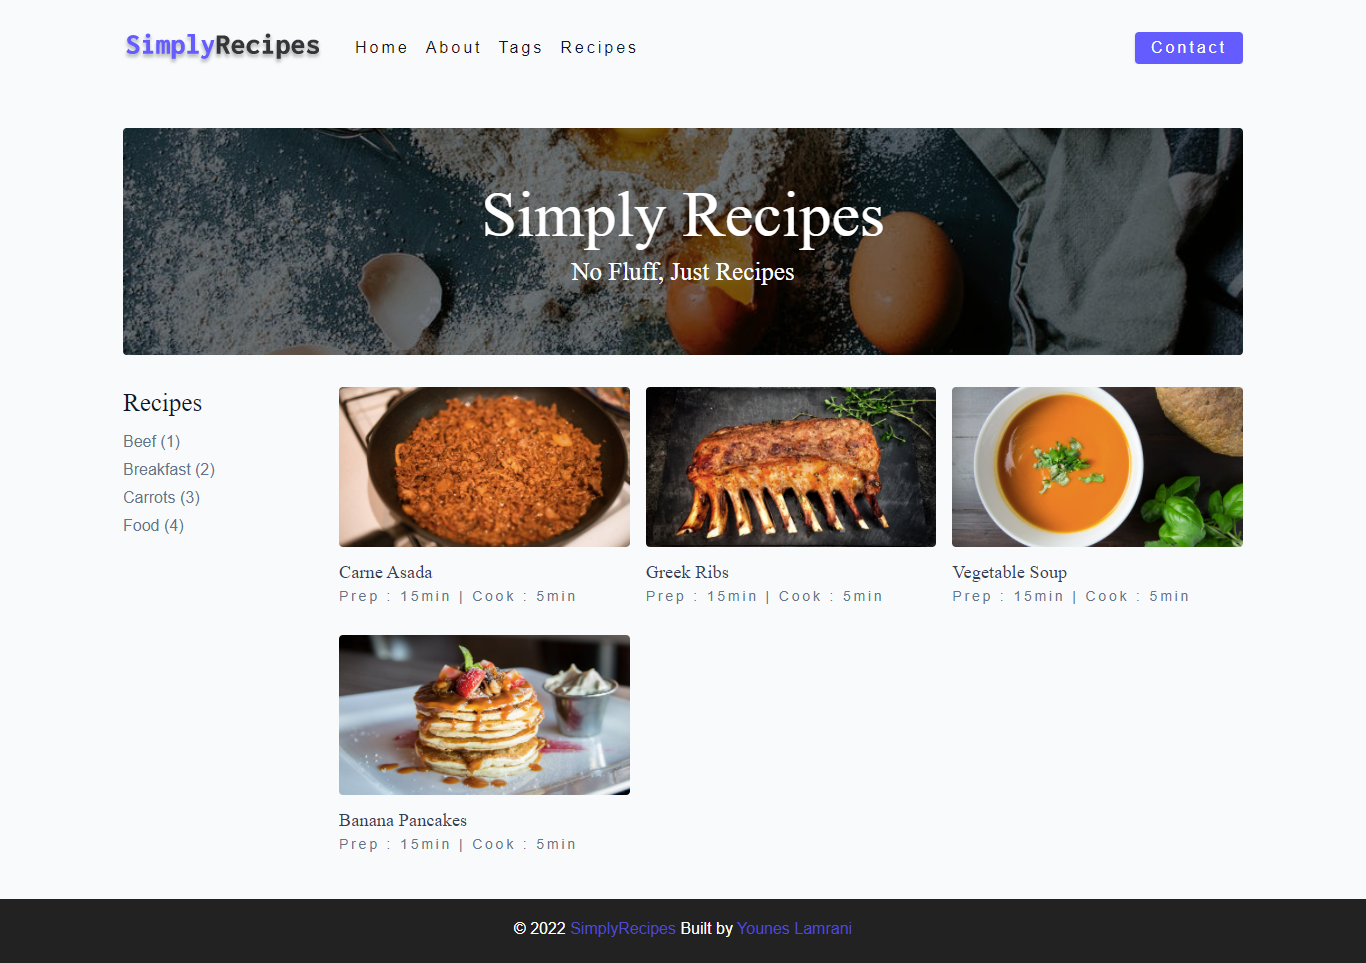 SimplyRecipes
Home About Tags Recipes
Contact
Simply Recipes
No Fluff, Just Recipes
Recipes
Beef (1)
Breakfast (2)
Carrots (3)
Food (4)
Carne Asada
Prep : 15min | Cook : 5min
Greek Ribs
Prep : 15min | Cook : 5min
Vegetable Soup
Prep : 15min | Cook : 5min
Banana Pancakes
Prep : 15min | Cook : 5min
© 2022 SimplyRecipes Built by Younes Lamrani